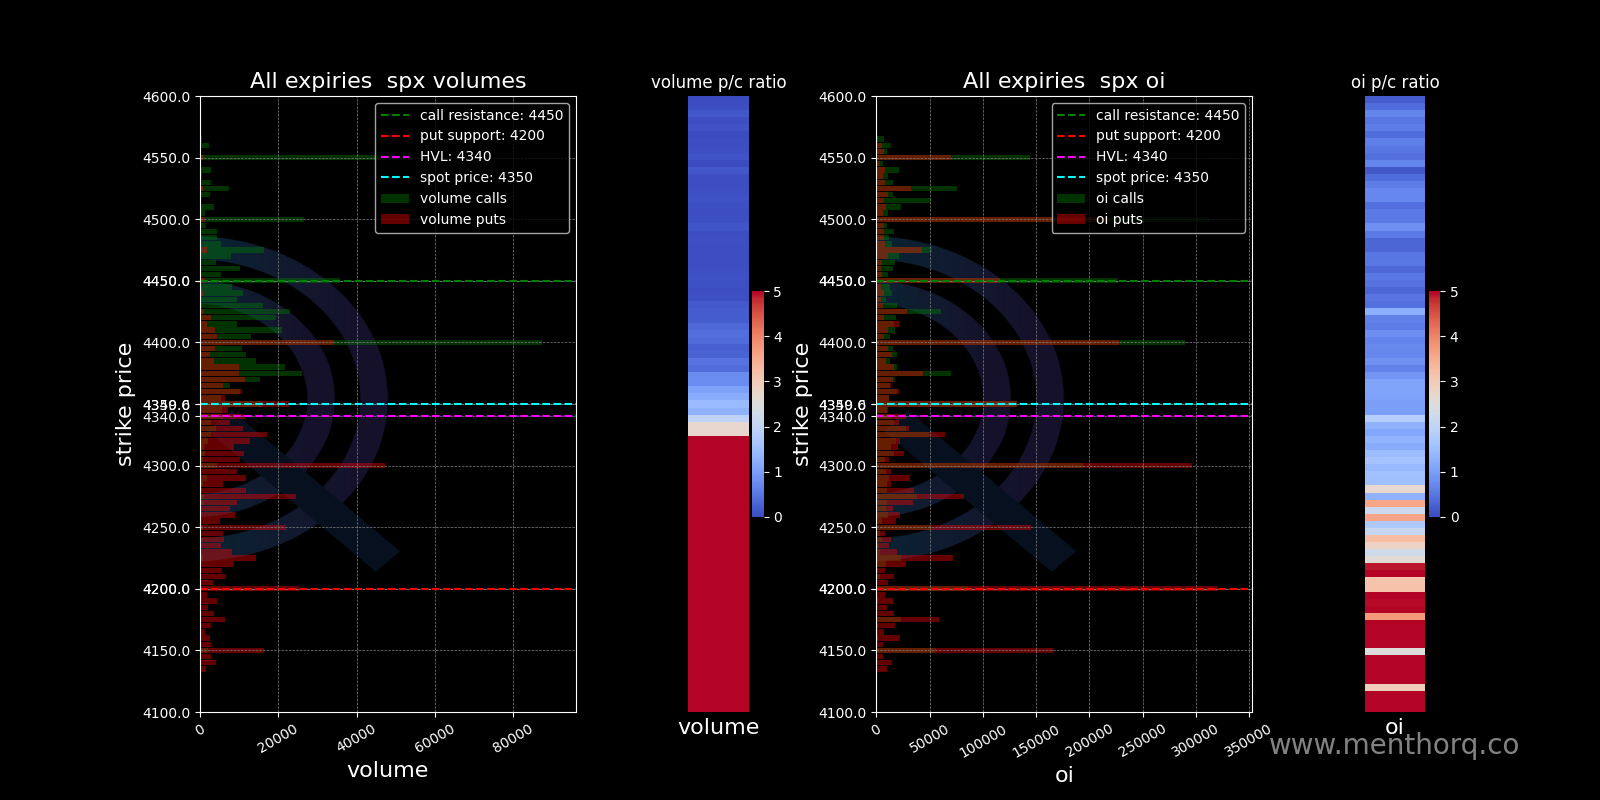 All expiries  spx volumes
4600.0
4550.0
4500.0
4450.0
4400.0
4350.0
4340.0
4300.0
4250.0
4200.0
4150.0
4100.0
strike price
call resistance: 4450
put support: 4200
HVL: 4340
spot price: 4350
volume calls
volume puts
0
20000
40000
60000
80000
volume
volume p/c ratio
5
4
3
2
1
0
volume
All expiries  spx oi
4600.0
4550.0
4500.0
4450.0
4400.0
4350.0
4340.0
4300.0
4250.0
4200.0
4150.0
4100.0
strike price
call resistance: 4450
put support: 4200
HVL: 4340
spot price: 4350
oi calls
oi puts
0
50000
100000
150000
200000
250000
300000
350000
oi
oi p/c ratio
5
4
3
2
1
0
oi
www.menthorq.co